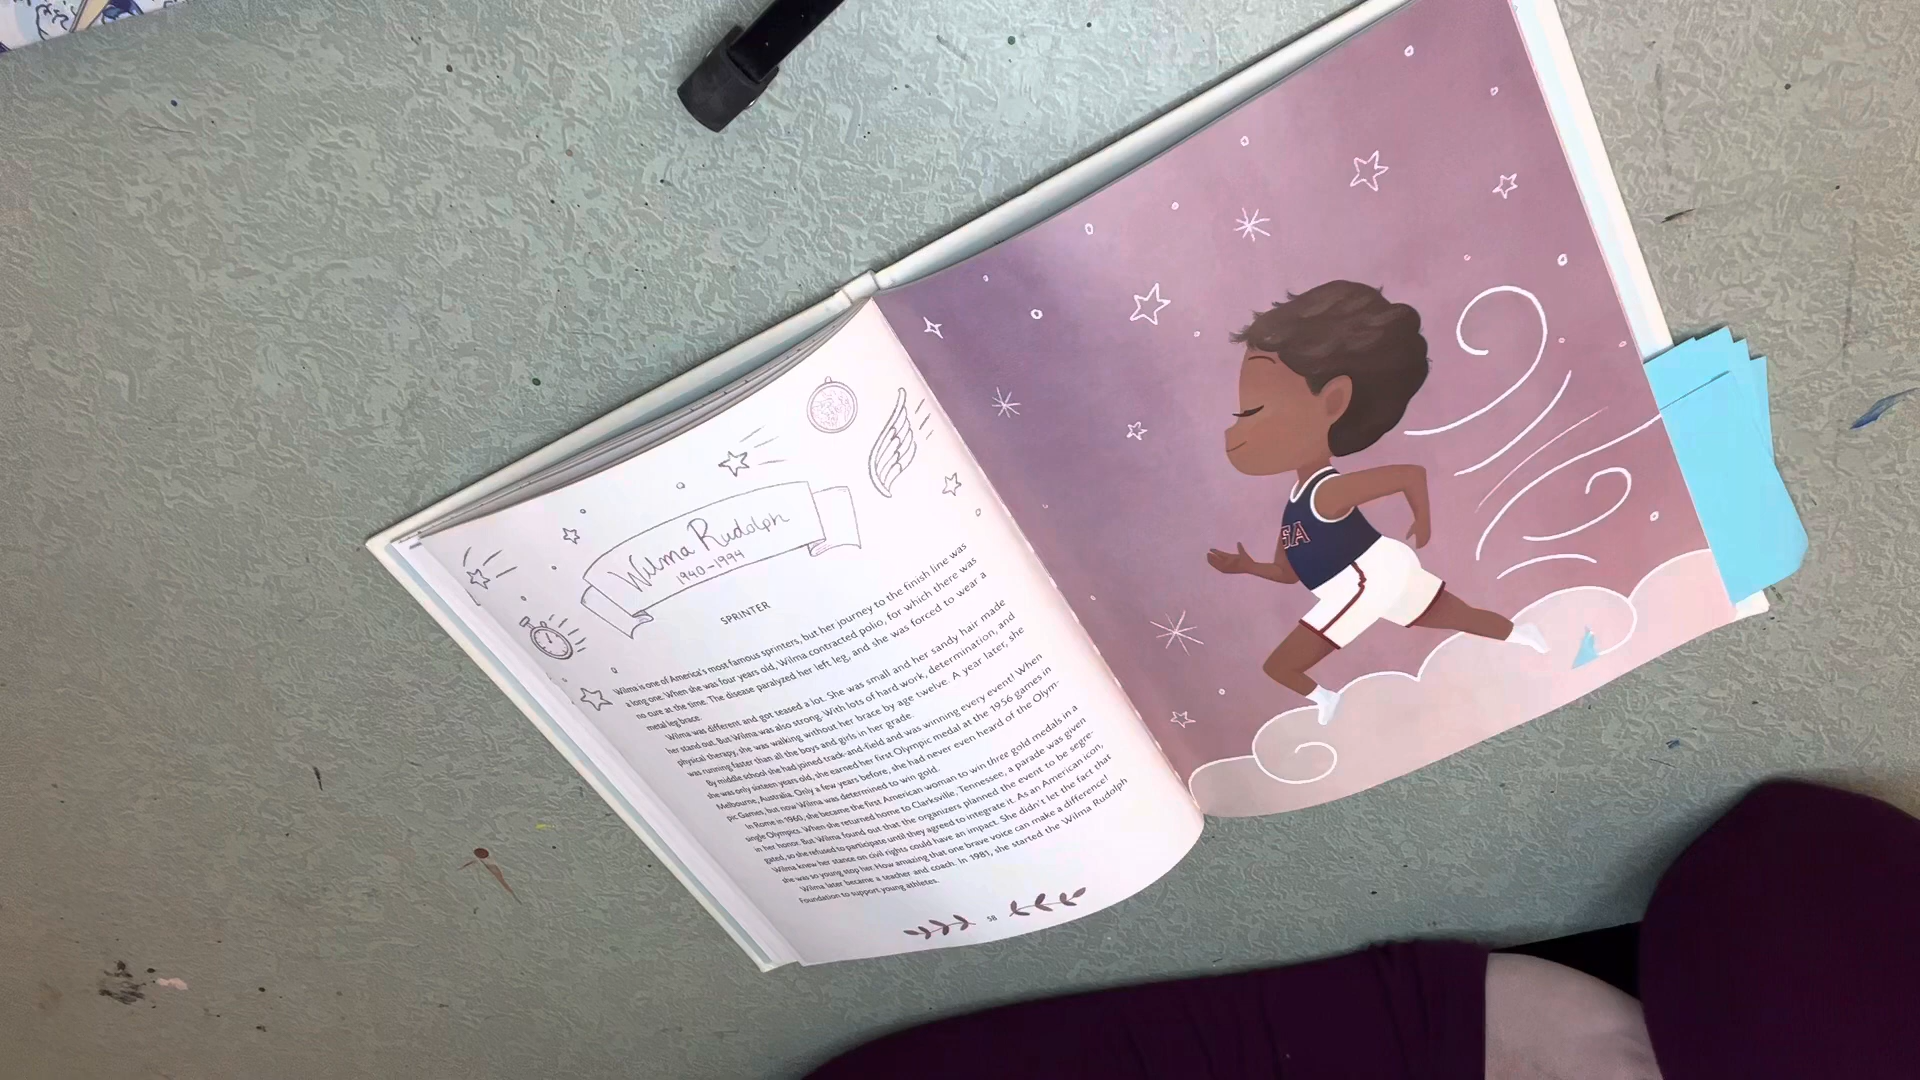 Wilma Rudolph
1940–1994
SPRINTER
Wilma is one of America's most famous sprinters, but her journey to the finish line was
a long one. When she was four years old, Wilma contracted polio, for which there was
no cure at the time. The disease paralyzed her left leg, and she was forced to wear a
metal leg brace.
Wilma was different and got teased a lot. She was small and her sandy hair made
her stand out. But Wilma was also strong. With lots of hard work, determination, and
physical therapy, she was walking without her brace by age twelve. A year later, she
was running faster than all the boys and girls in her grade.
By middle school she had joined track-and-field and was winning every event! When
she was only sixteen years old, she earned her first Olympic medal at the 1956 games in
Melbourne, Australia. Only a few years before, she had never even heard of the Olym-
pic Games, but now Wilma was determined to win gold.
In Rome in 1960, she became the first American woman to win three gold medals in a
single Olympics. When she returned home to Clarksville, Tennessee, a parade was given
in her honor. But Wilma found out that the organizers planned the event to be segre-
gated, so she refused to participate until they agreed to integrate it. As an American icon,
Wilma knew her stance on civil rights could have an impact. She didn't let the fact that
she was so young stop her. How amazing that one brave voice can make a difference!
Wilma later became a teacher and coach. In 1981, she started the Wilma Rudolph
Foundation to support young athletes.
58
SA